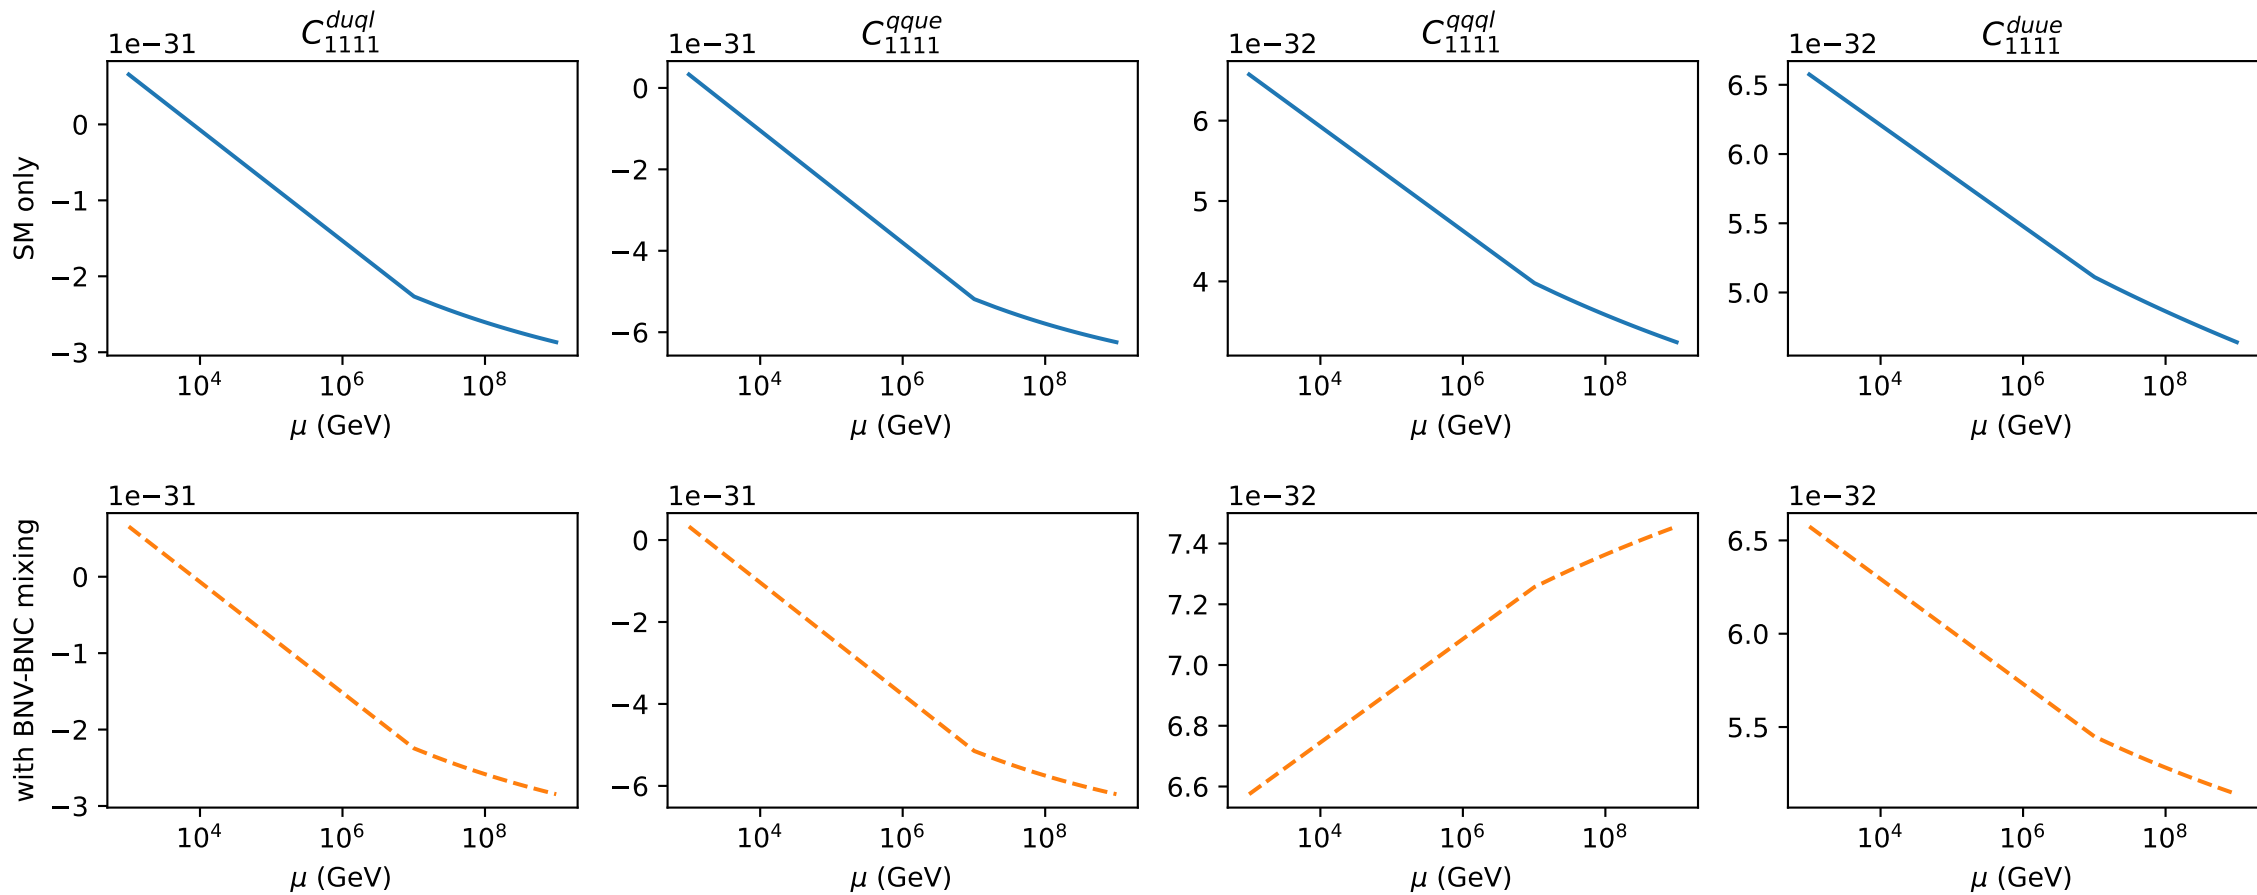 C^{duql}_{1111}
1e−31
0
−1
−2
−3
10^4 10^6 10^8
μ (GeV)
SM only
C^{qque}_{1111}
1e−31
0
−2
−4
−6
10^4 10^6 10^8
μ (GeV)
C^{qqql}_{1111}
1e−32
6
5
4
10^4 10^6 10^8
μ (GeV)
C^{duue}_{1111}
1e−32
6.5
6.0
5.5
5.0
10^4 10^6 10^8
μ (GeV)
1e−31
0
−1
−2
−3
10^4 10^6 10^8
μ (GeV)
with BNV-BNC mixing
1e−31
0
−2
−4
−6
10^4 10^6 10^8
μ (GeV)
1e−32
7.4
7.2
7.0
6.8
6.6
10^4 10^6 10^8
μ (GeV)
1e−32
6.5
6.0
5.5
10^4 10^6 10^8
μ (GeV)